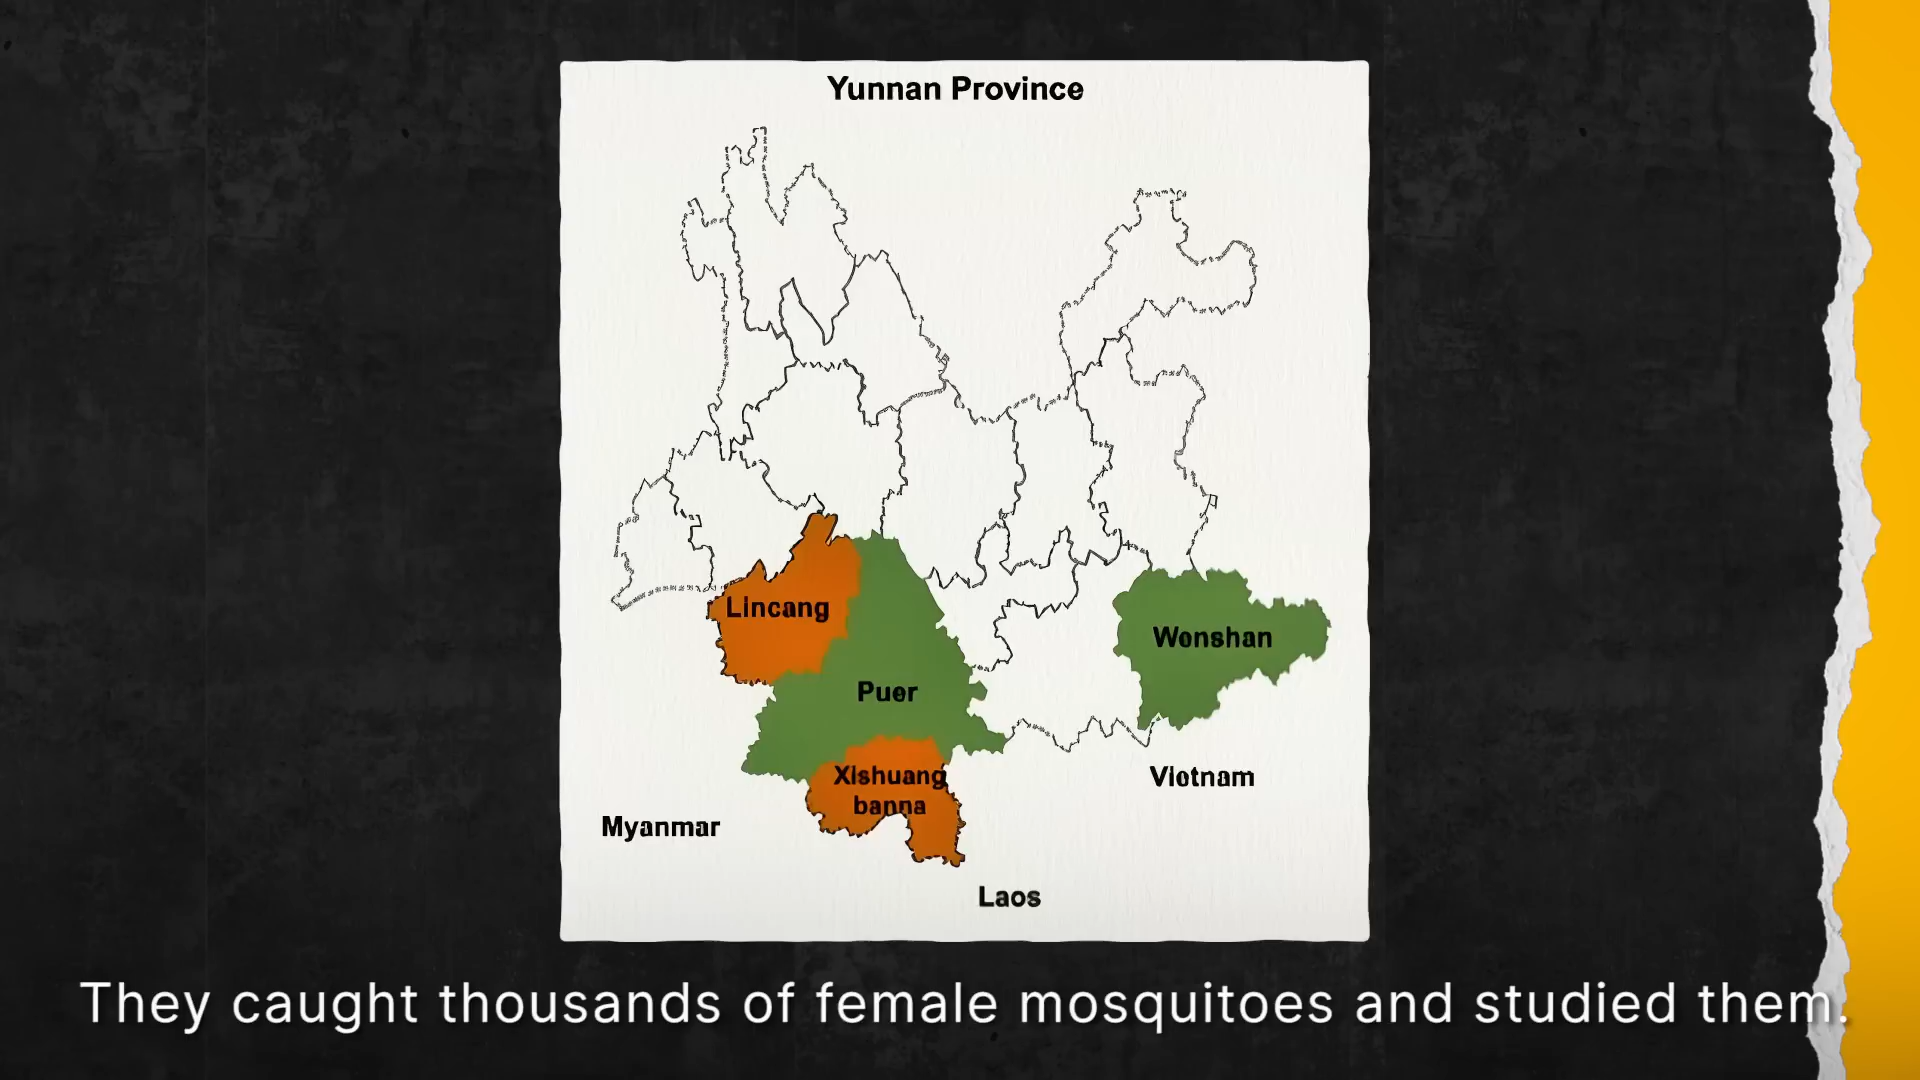 Yunnan Province
Lincang
Wonshan
Puer
Xishuang
banna
Vietnam
Myanmar
Laos
They caught thousands of female mosquitoes and studied them.